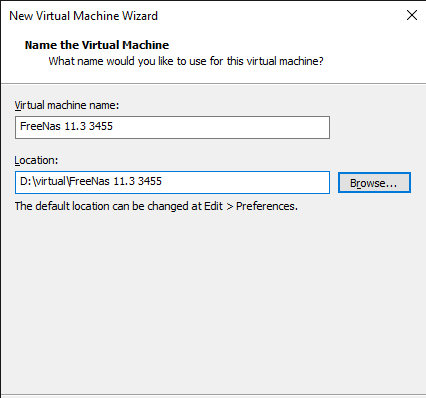 New Virtual Machine Wizard
Name the Virtual Machine
What name would you like to use for this virtual machine?
Virtual machine name:
FreeNas 11.3 3455
Location:
D:\virtual\FreeNas 11.3 3455
Browse...
The default location can be changed at Edit > Preferences.